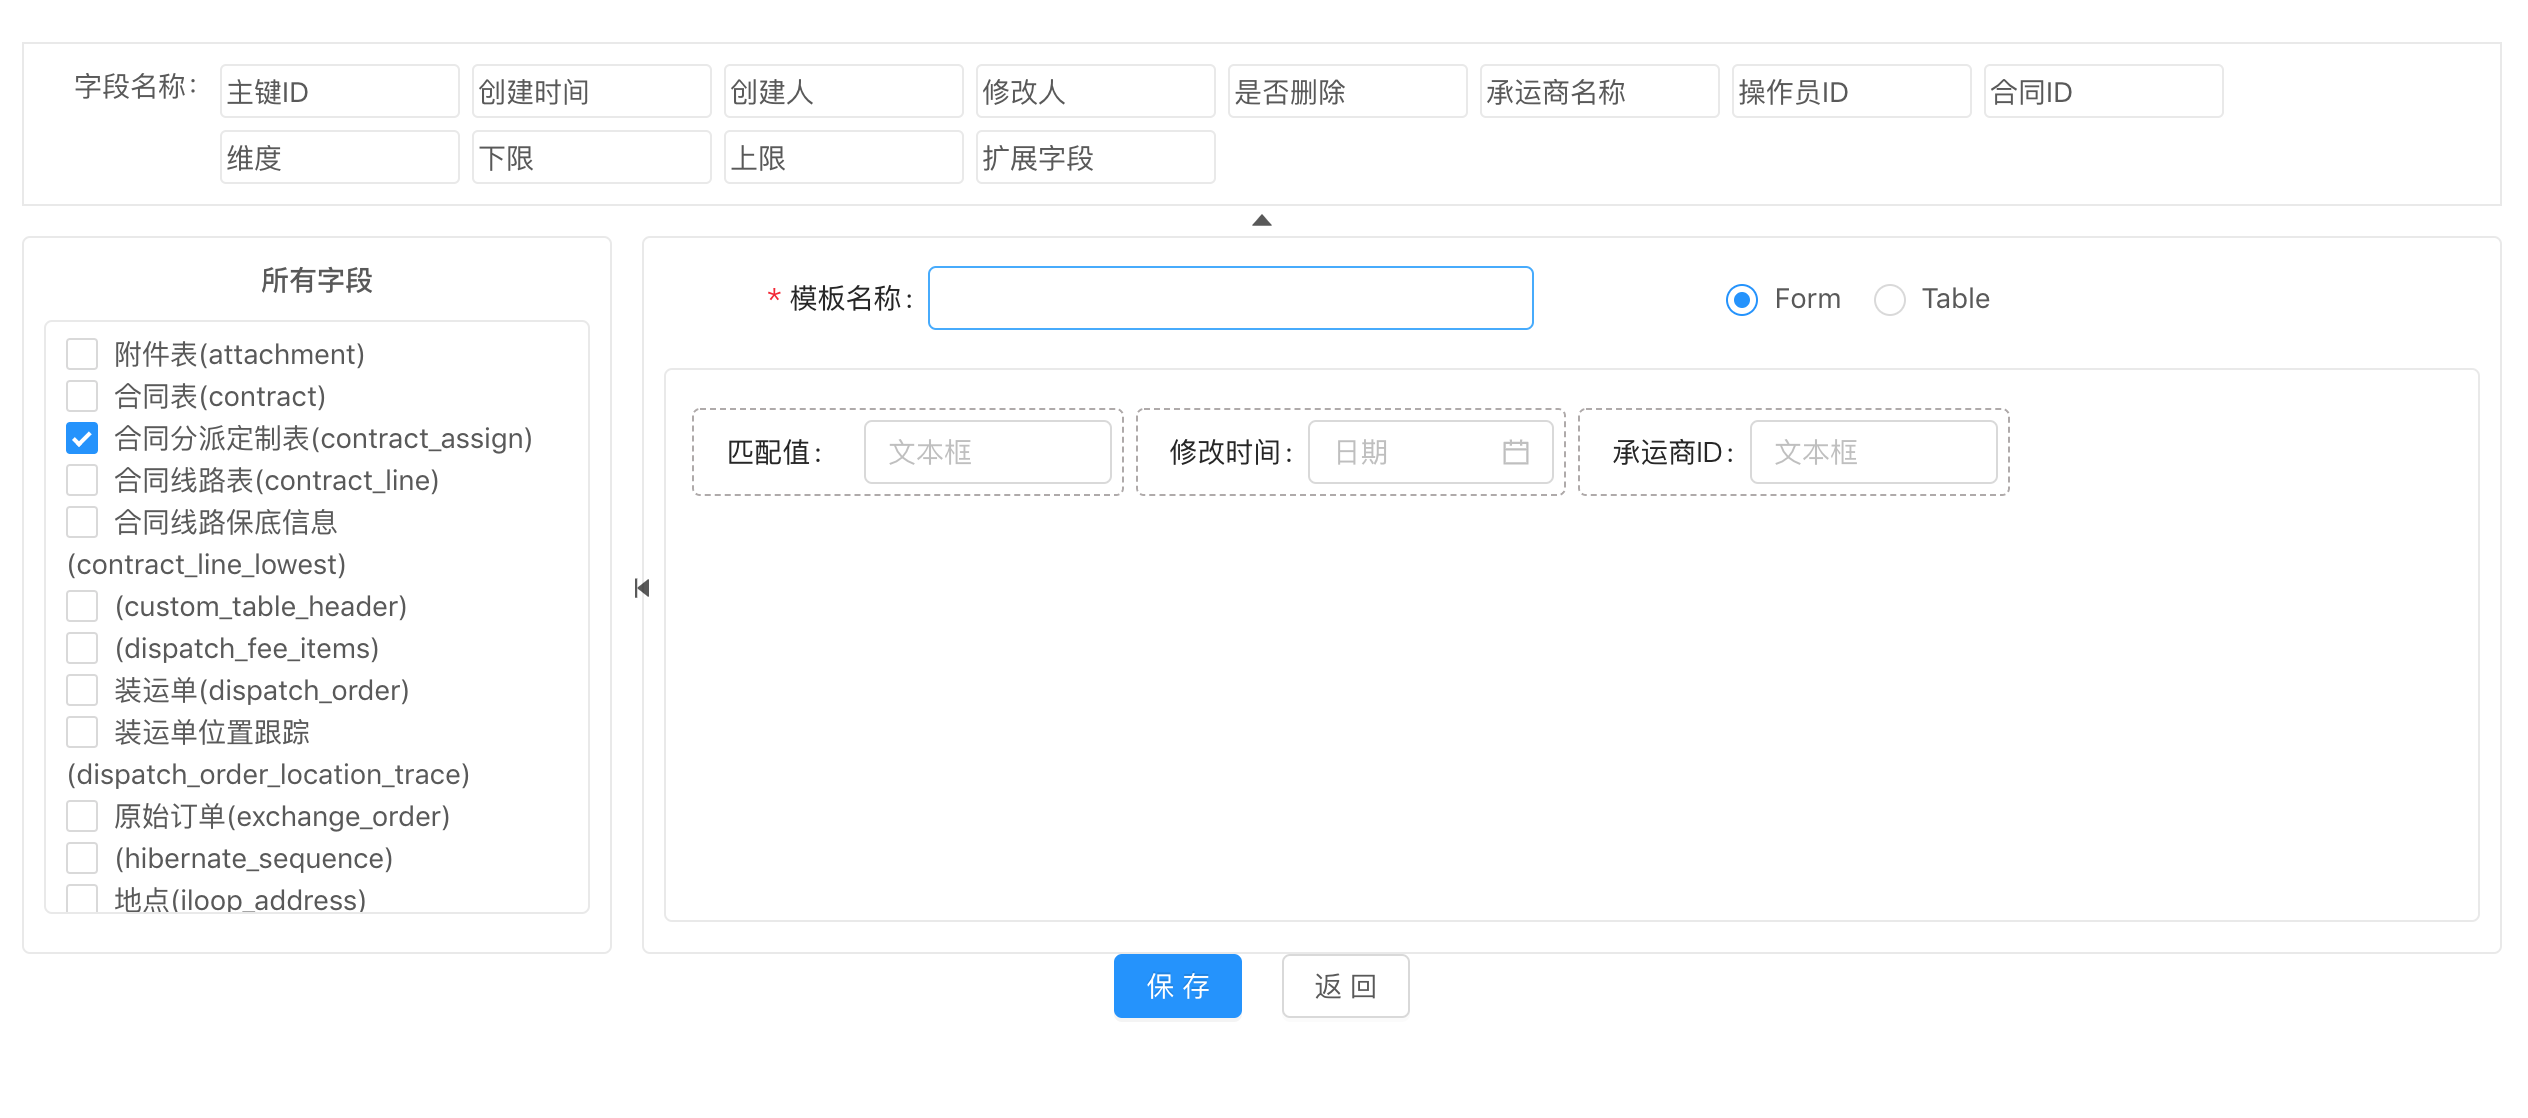 字段名称: 主键ID 创建时间 创建人 修改人 是否删除 承运商名称 操作员ID 合同ID
维度 下限 上限 扩展字段
所有字段
附件表(attachment)
合同表(contract)
合同分派定制表(contract_assign)
合同线路表(contract_line)
合同线路保底信息
(contract_line_lowest)
(custom_table_header)
(dispatch_fee_items)
装运单(dispatch_order)
装运单位置跟踪
(dispatch_order_location_trace)
原始订单(exchange_order)
(hibernate_sequence)
地点(iloop_address)
* 模板名称: Form Table
匹配值: 文本框 修改时间: 日期 承运商ID: 文本框
保 存 返 回